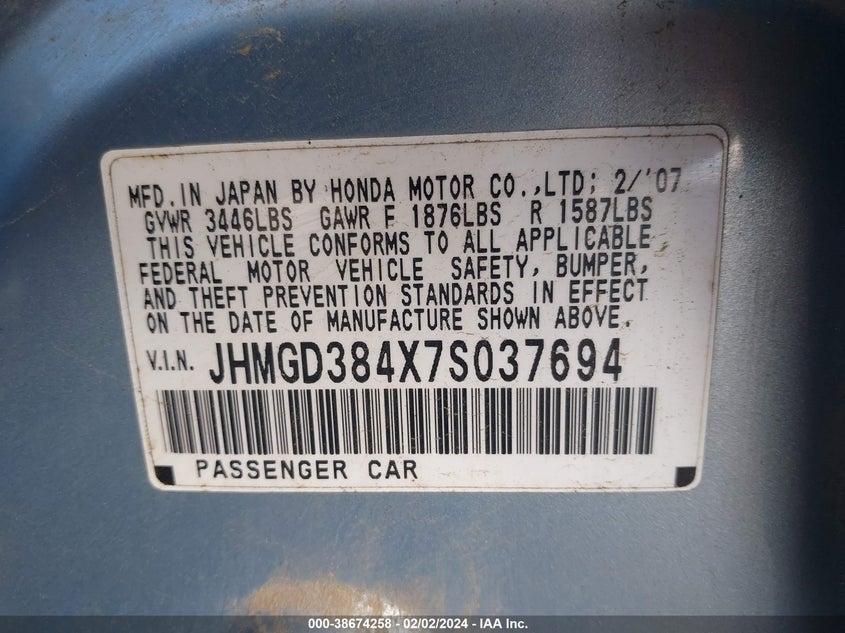 MFD.IN JAPAN BY HONDA MOTOR CO.,LTD; 2/'07
GVWR 3446LBS GAWR F 1876LBS R 1587LBS
THIS VEHICLE CONFORMS TO ALL APPLICABLE
FEDERAL MOTOR VEHICLE SAFETY, BUMPER,
AND THEFT PREVENTION STANDARDS IN EFFECT
ON THE DATE OF MANUFACTURE SHOWN ABOVE.
V.I.N. JHMGD384X7S037694
PASSENGER CAR
000-38674258 - 02/02/2024 - © IAA, Inc.